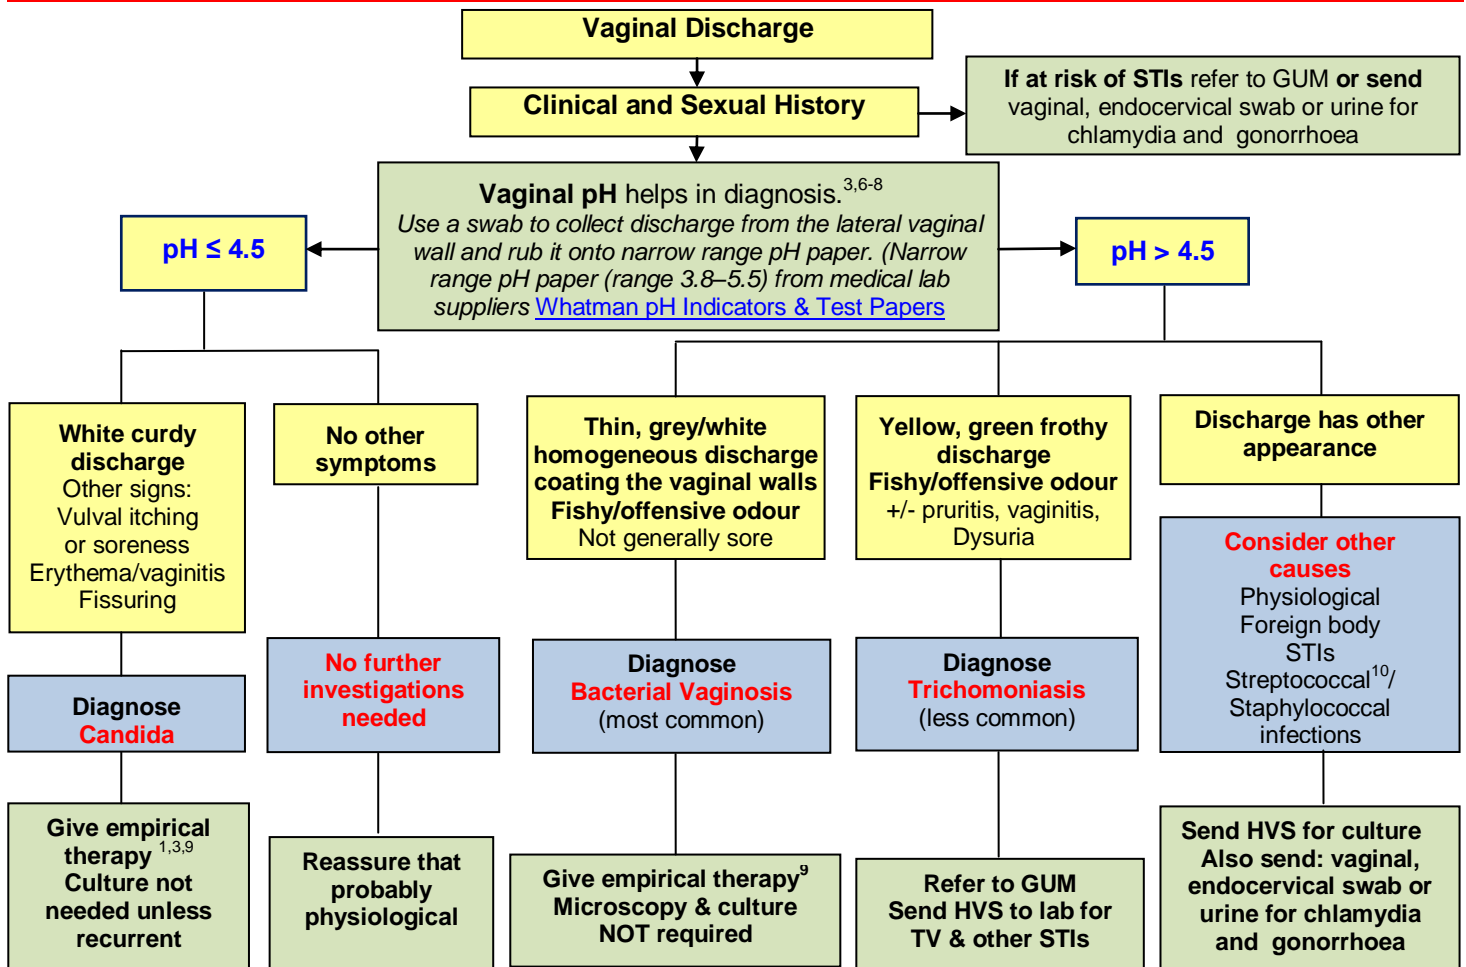 Vaginal Discharge
Clinical and Sexual History
If at risk of STIs refer to GUM or send
vaginal, endocervical swab or urine for
chlamydia and gonorrhoea
Vaginal pH helps in diagnosis.3,6-8
Use a swab to collect discharge from the lateral vaginal
wall and rub it onto narrow range pH paper. (Narrow
range pH paper (range 3.8–5.5) from medical lab
suppliers Whatman pH Indicators & Test Papers
pH ≤ 4.5
pH > 4.5
White curdy
discharge
Other signs:
Vulval itching
or soreness
Erythema/vaginitis
Fissuring
No other
symptoms
Thin, grey/white
homogeneous discharge
coating the vaginal walls
Fishy/offensive odour
Not generally sore
Yellow, green frothy
discharge
Fishy/offensive odour
+/- pruritis, vaginitis,
Dysuria
Discharge has other
appearance
Diagnose
Candida
No further
investigations
needed
Diagnose
Bacterial Vaginosis
(most common)
Diagnose
Trichomoniasis
(less common)
Consider other
causes
Physiological
Foreign body
STIs
Streptococcal10/
Staphylococcal
infections
Give empirical
therapy 1,3,9
Culture not
needed unless
recurrent
Reassure that
probably
physiological
Give empirical therapy9
Microscopy & culture
NOT required
Refer to GUM
Send HVS to lab for
TV & other STIs
Send HVS for culture
Also send: vaginal,
endocervical swab or
urine for chlamydia
and gonorrhoea